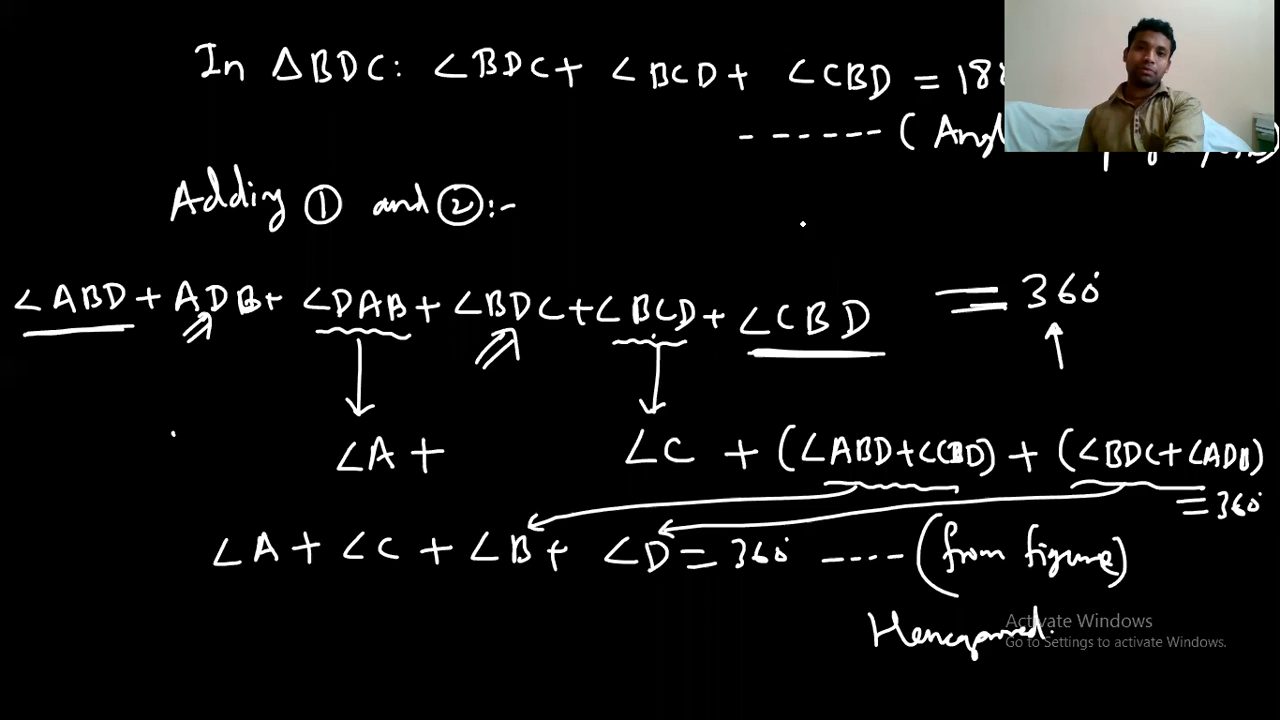 In ΔBDC: ∠BDC+ ∠BCD+ ∠CBD = 18
------ ( Angl
Adding ① and ②:-
∠ABD + ADB+ ∠DAB+ ∠BDC+∠BCD+ ∠CBD = 360°
∠A + ∠C + (∠ABD+∠CBD) + (∠BDC+∠ADB)
= 360°
∠A + ∠C + ∠B+ ∠D = 360° ---- (from figure)
Hence proved.
Activate Windows
Go to Settings to activate Windows.